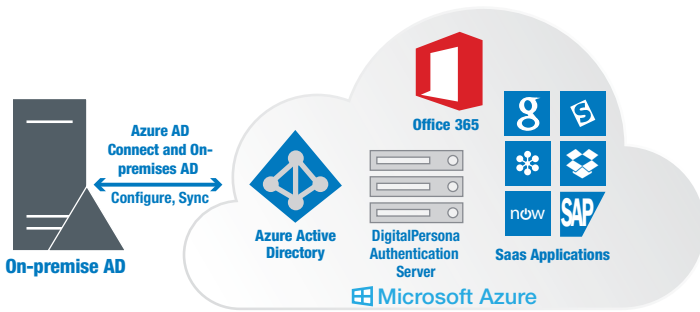 Office 365
g
S
now
SAP
Azure AD
Connect and On-
premises AD
Configure, Sync
On-premise AD
Azure Active
Directory
DigitalPersona
Authentication
Server
Saas Applications
Microsoft Azure